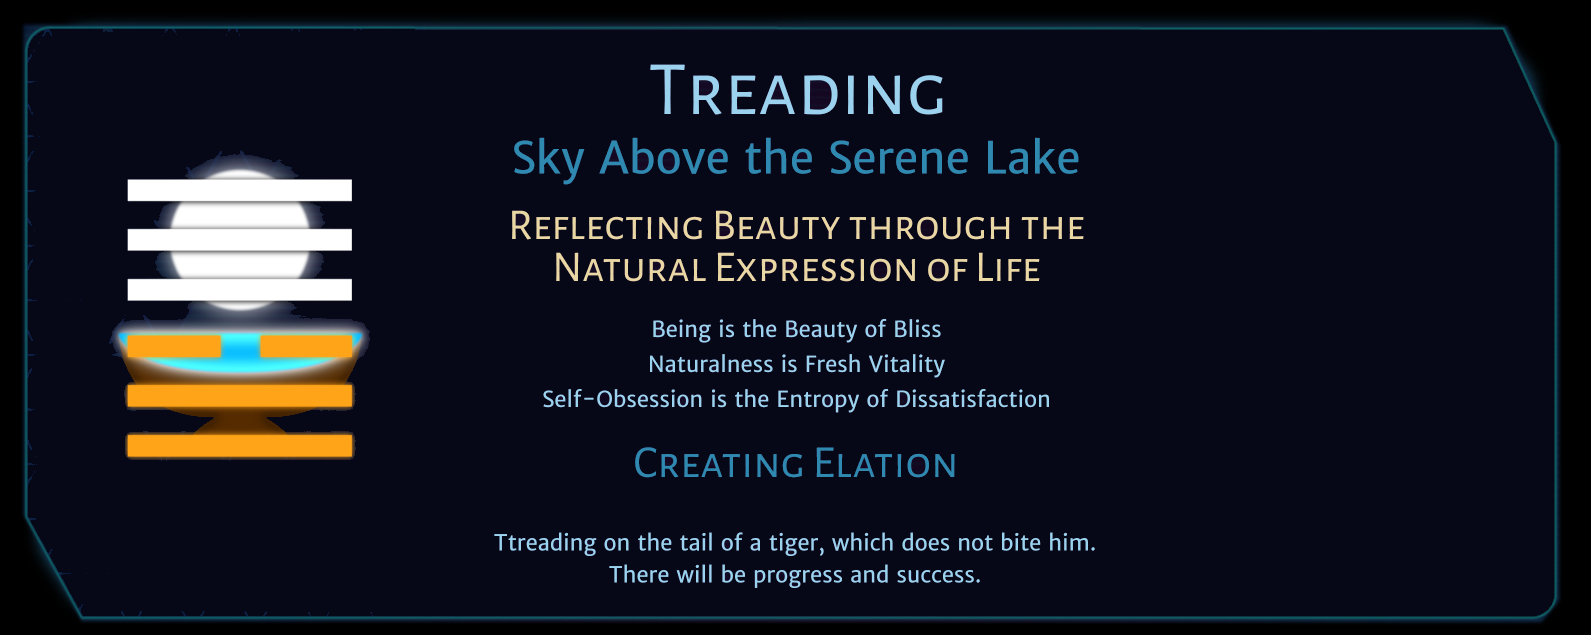 Treading
Sky Above the Serene Lake
Reflecting Beauty through the
Natural Expression of Life
Being is the Beauty of Bliss
Naturalness is Fresh Vitality
Self-Obsession is the Entropy of Dissatisfaction
Creating Elation
Ttreading on the tail of a tiger, which does not bite him.
There will be progress and success.